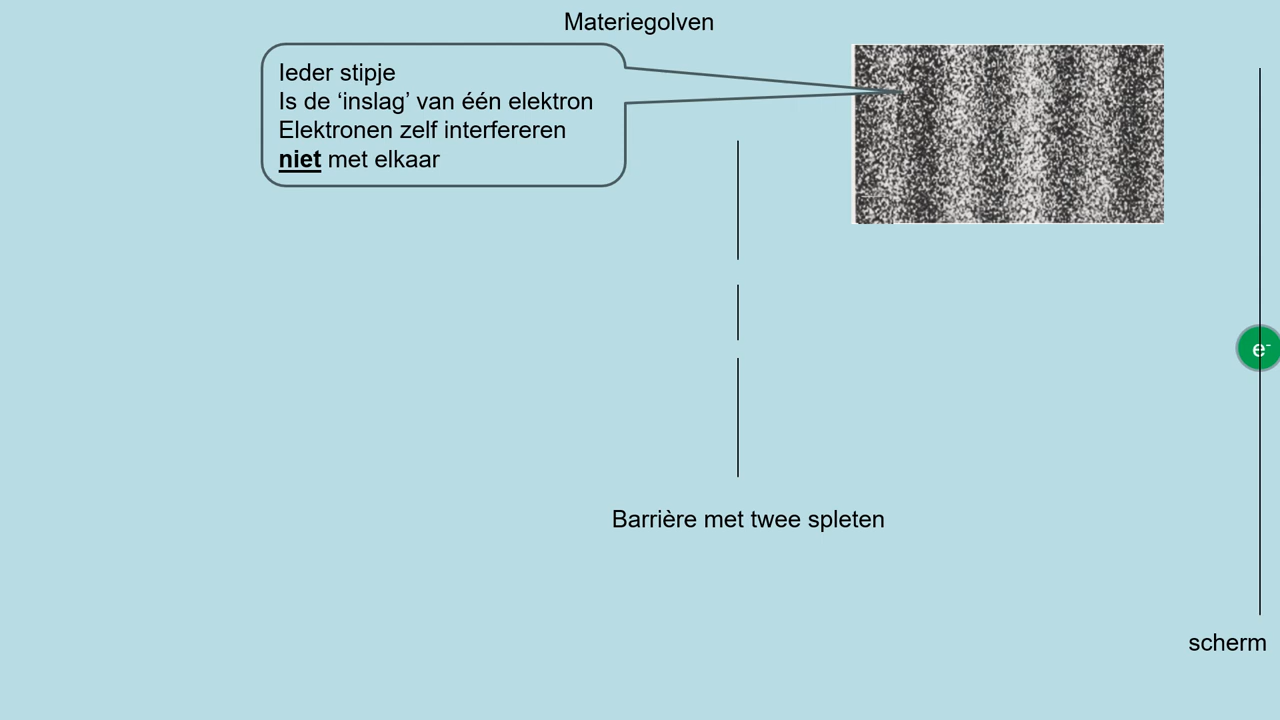 Materiegolven
Ieder stipje
Is de ‘inslag’ van één elektron
Elektronen zelf interfereren
niet met elkaar
e⁻
Barrière met twee spleten
scherm